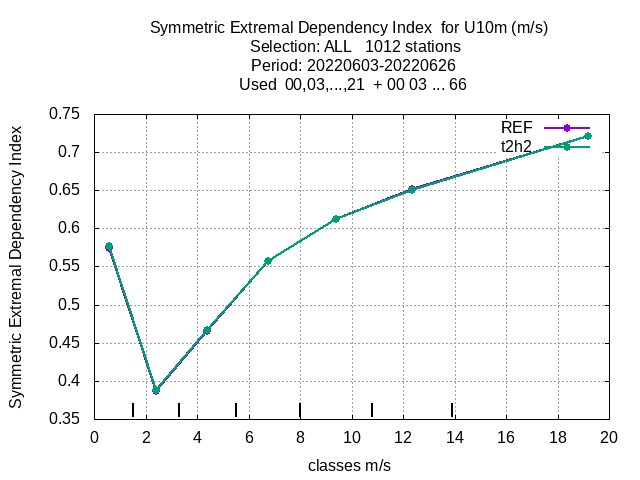 Symmetric Extremal Dependency Index  for U10m (m/s)
Selection: ALL   1012 stations
Period: 20220603-20220626
Used  00,03,...,21  + 00 03 ... 66
Symmetric Extremal Dependency Index
0.75
0.7
0.65
0.6
0.55
0.5
0.45
0.4
0.35
REF
t2h2
0 2 4 6 8 10 12 14 16 18 20
classes m/s